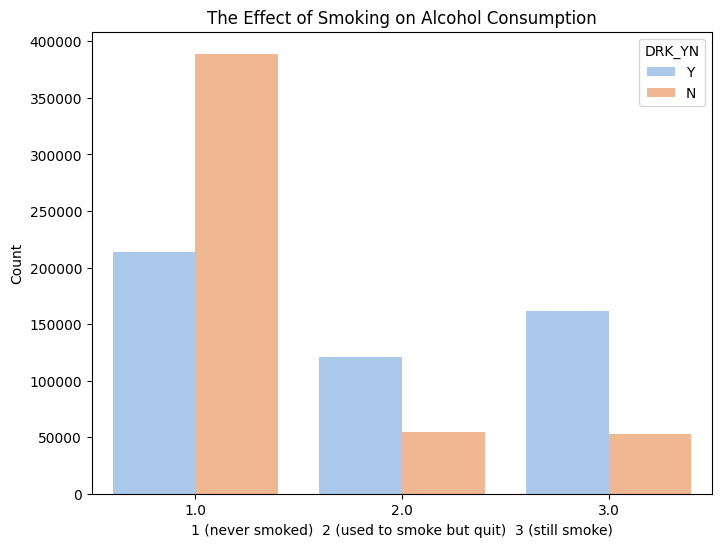 The Effect of Smoking on Alcohol Consumption
DRK_YN
Y
N
400000
350000
300000
250000
200000
150000
100000
50000
0
Count
1.0
2.0
3.0
1 (never smoked)  2 (used to smoke but quit)  3 (still smoke)